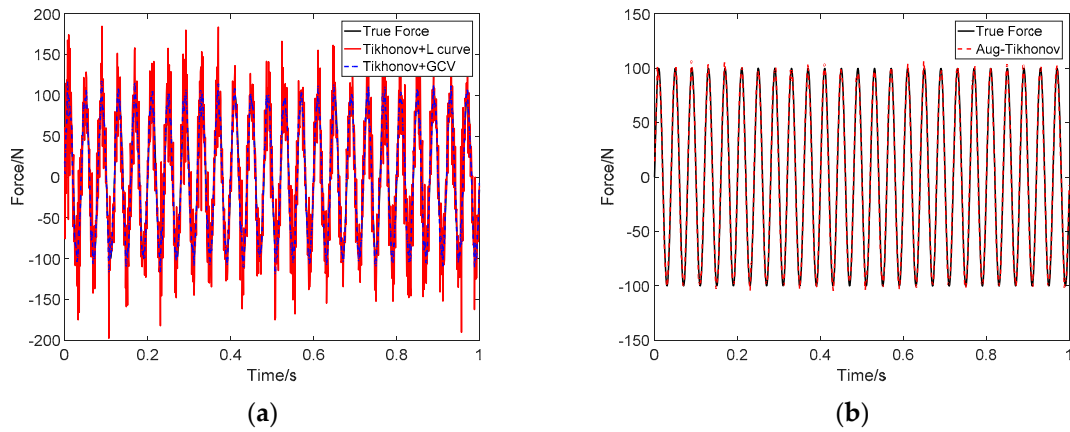 200
150
100
50
0
-50
-100
-150
-200
Force/N
0
0.2
0.4
0.6
0.8
1
Time/s
True Force
Tikhonov+L curve
Tikhonov+GCV
(a)
150
100
50
0
-50
-100
-150
Force/N
0
0.2
0.4
0.6
0.8
1
Time/s
True Force
Aug-Tikhonov
(b)